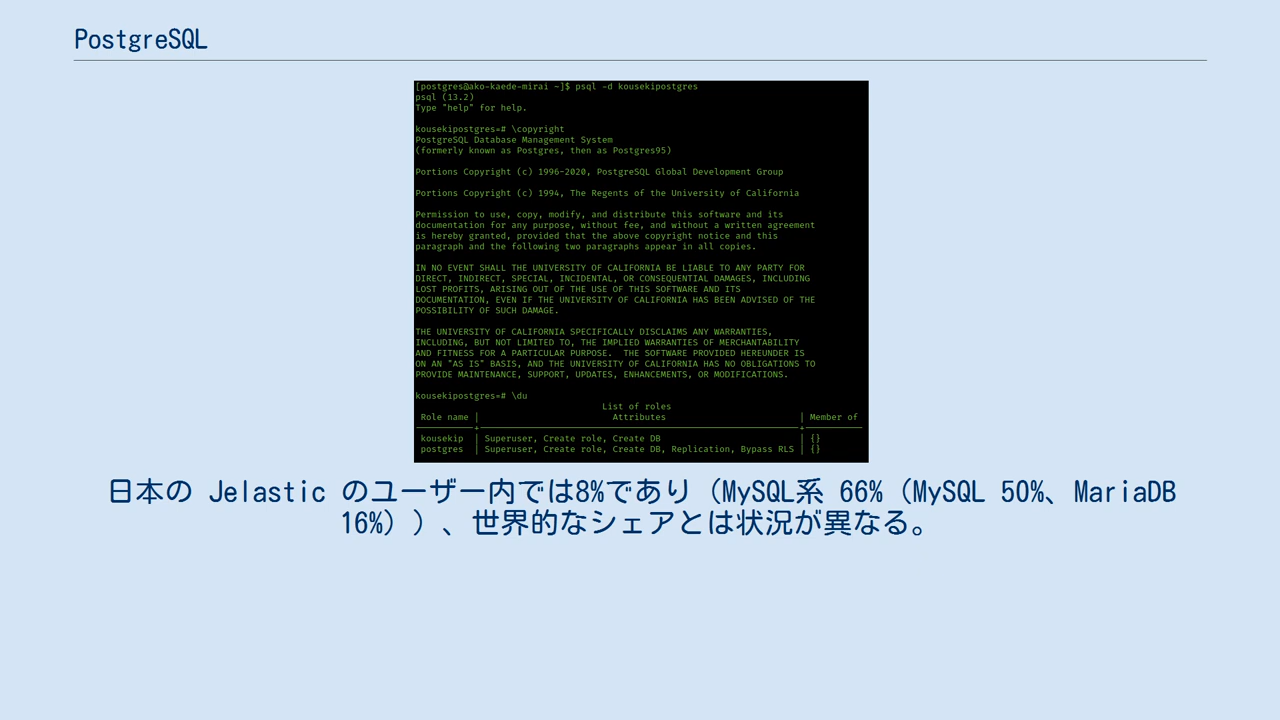 PostgreSQL
[postgres@ako-kaede-mirai ~]$ psql -d kousekipostgres
psql (13.2)
Type "help" for help.
kousekipostgres=# \copyright
PostgreSQL Database Management System
(formerly known as Postgres, then as Postgres95)
Portions Copyright (c) 1996-2020, PostgreSQL Global Development Group
Portions Copyright (c) 1994, The Regents of the University of California
Permission to use, copy, modify, and distribute this software and its
documentation for any purpose, without fee, and without a written agreement
is hereby granted, provided that the above copyright notice and this
paragraph and the following two paragraphs appear in all copies.
IN NO EVENT SHALL THE UNIVERSITY OF CALIFORNIA BE LIABLE TO ANY PARTY FOR
DIRECT, INDIRECT, SPECIAL, INCIDENTAL, OR CONSEQUENTIAL DAMAGES, INCLUDING
LOST PROFITS, ARISING OUT OF THE USE OF THIS SOFTWARE AND ITS
DOCUMENTATION, EVEN IF THE UNIVERSITY OF CALIFORNIA HAS BEEN ADVISED OF THE
POSSIBILITY OF SUCH DAMAGE.
THE UNIVERSITY OF CALIFORNIA SPECIFICALLY DISCLAIMS ANY WARRANTIES,
INCLUDING, BUT NOT LIMITED TO, THE IMPLIED WARRANTIES OF MERCHANTABILITY
AND FITNESS FOR A PARTICULAR PURPOSE.  THE SOFTWARE PROVIDED HEREUNDER IS
ON AN "AS IS" BASIS, AND THE UNIVERSITY OF CALIFORNIA HAS NO OBLIGATIONS TO
PROVIDE MAINTENANCE, SUPPORT, UPDATES, ENHANCEMENTS, OR MODIFICATIONS.
kousekipostgres=# \du
List of roles
Role name | Attributes | Member of
kousekip | Superuser, Create role, Create DB | {}
postgres | Superuser, Create role, Create DB, Replication, Bypass RLS | {}
日本の Jelastic のユーザー内では8%であり（MySQL系 66%（MySQL 50%、MariaDB
16%））、世界的なシェアとは状況が異なる。